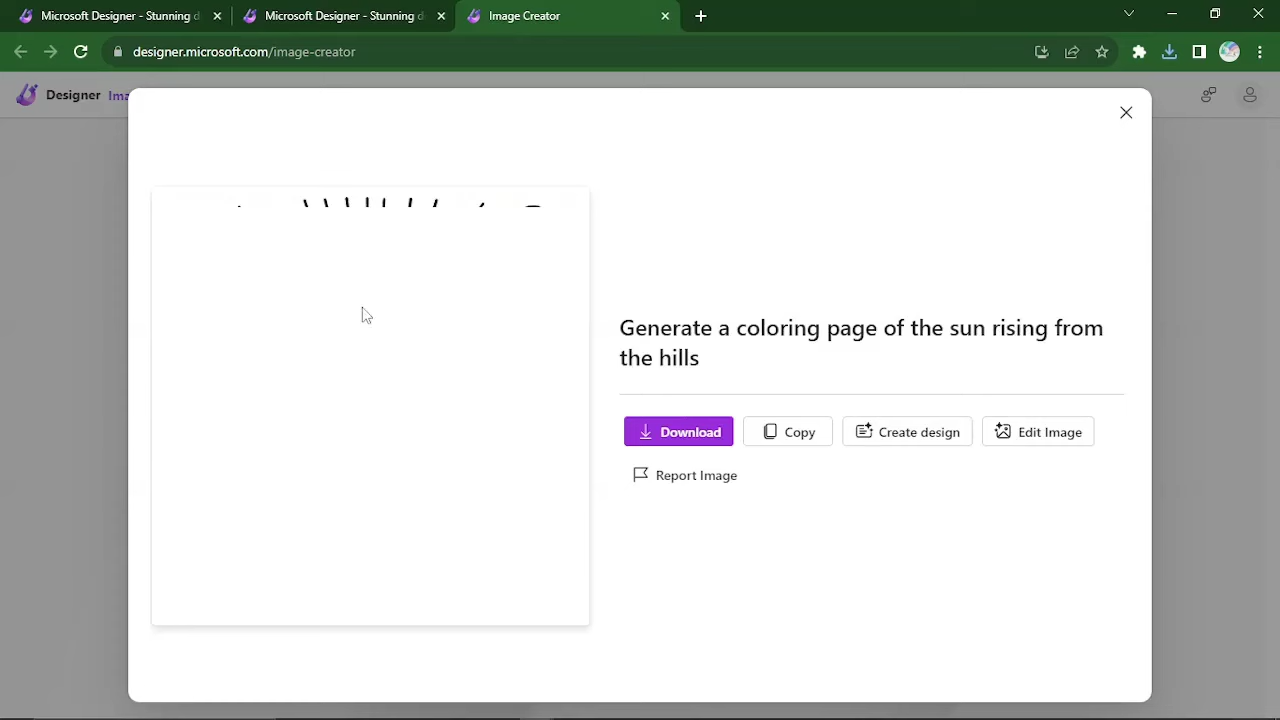 Microsoft Designer - Stunning d
Microsoft Designer - Stunning d
Image Creator
designer.microsoft.com/image-creator
Designer
Ima
Generate a coloring page of the sun rising from
the hills
Download
Copy
Create design
Edit Image
Report Image